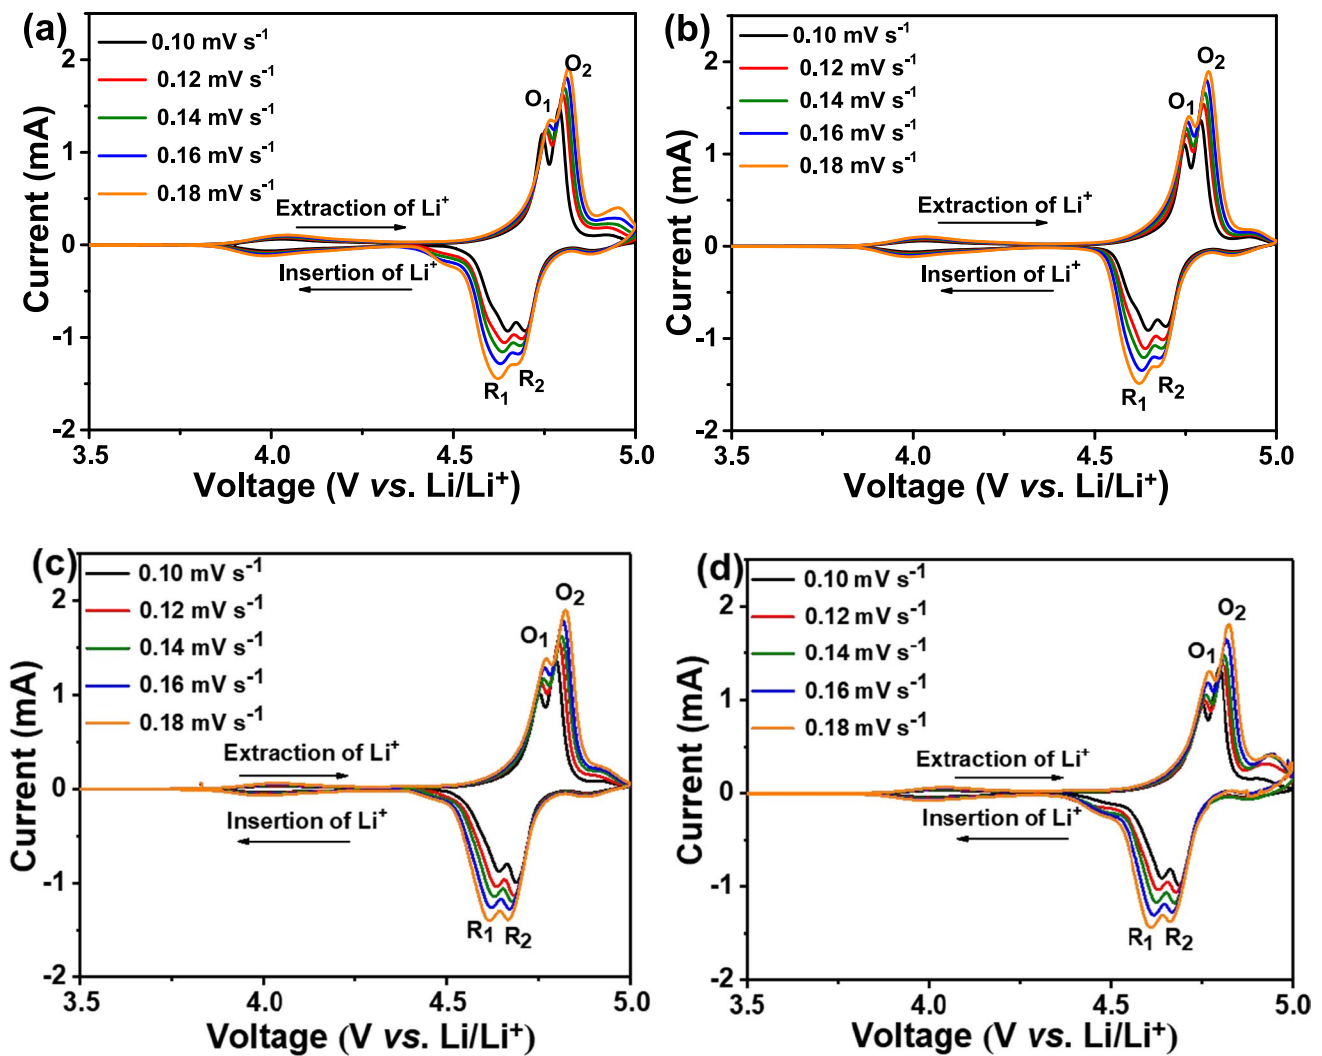 (a)
0.10 mV s⁻¹
0.12 mV s⁻¹
0.14 mV s⁻¹
0.16 mV s⁻¹
0.18 mV s⁻¹
O₁
O₂
Extraction of Li⁺
Insertion of Li⁺
R₁
R₂
2
1
0
-1
-2
Current (mA)
3.5
4.0
4.5
5.0
Voltage (V vs. Li/Li⁺)
(b)
0.10 mV s⁻¹
0.12 mV s⁻¹
0.14 mV s⁻¹
0.16 mV s⁻¹
0.18 mV s⁻¹
O₁
O₂
Extraction of Li⁺
Insertion of Li⁺
R₁
R₂
2
1
0
-1
-2
Current (mA)
3.5
4.0
4.5
5.0
Voltage (V vs. Li/Li⁺)
(c)
0.10 mV s⁻¹
0.12 mV s⁻¹
0.14 mV s⁻¹
0.16 mV s⁻¹
0.18 mV s⁻¹
O₁
O₂
Extraction of Li⁺
Insertion of Li⁺
R₁
R₂
2
1
0
-1
-2
Current (mA)
3.5
4.0
4.5
5.0
Voltage (V vs. Li/Li⁺)
(d)
0.10 mV s⁻¹
0.12 mV s⁻¹
0.14 mV s⁻¹
0.16 mV s⁻¹
0.18 mV s⁻¹
O₁
O₂
Extraction of Li⁺
Insertion of Li⁺
R₁
R₂
2
1
0
-1
-2
Current (mA)
3.5
4.0
4.5
5.0
Voltage (V vs. Li/Li⁺)